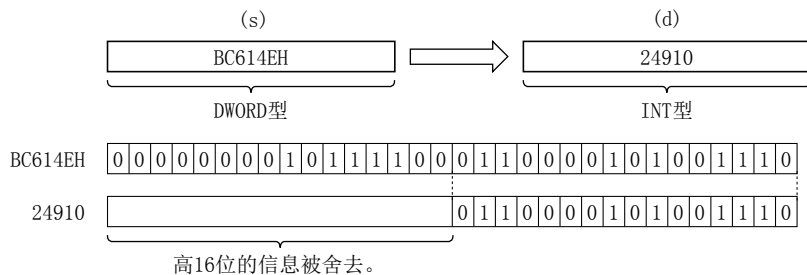 (s) (d)
BC614EH 24910
DWORD型 INT型
BC614EH 0 0 0 0 0 0 0 0 1 0 1 1 1 1 0 0 0 1 1 0 0 0 0 1 0 1 0 0 1 1 1 0
24910 0 1 1 0 0 0 0 1 0 1 0 0 1 1 1 0
高16位的信息被舍去。